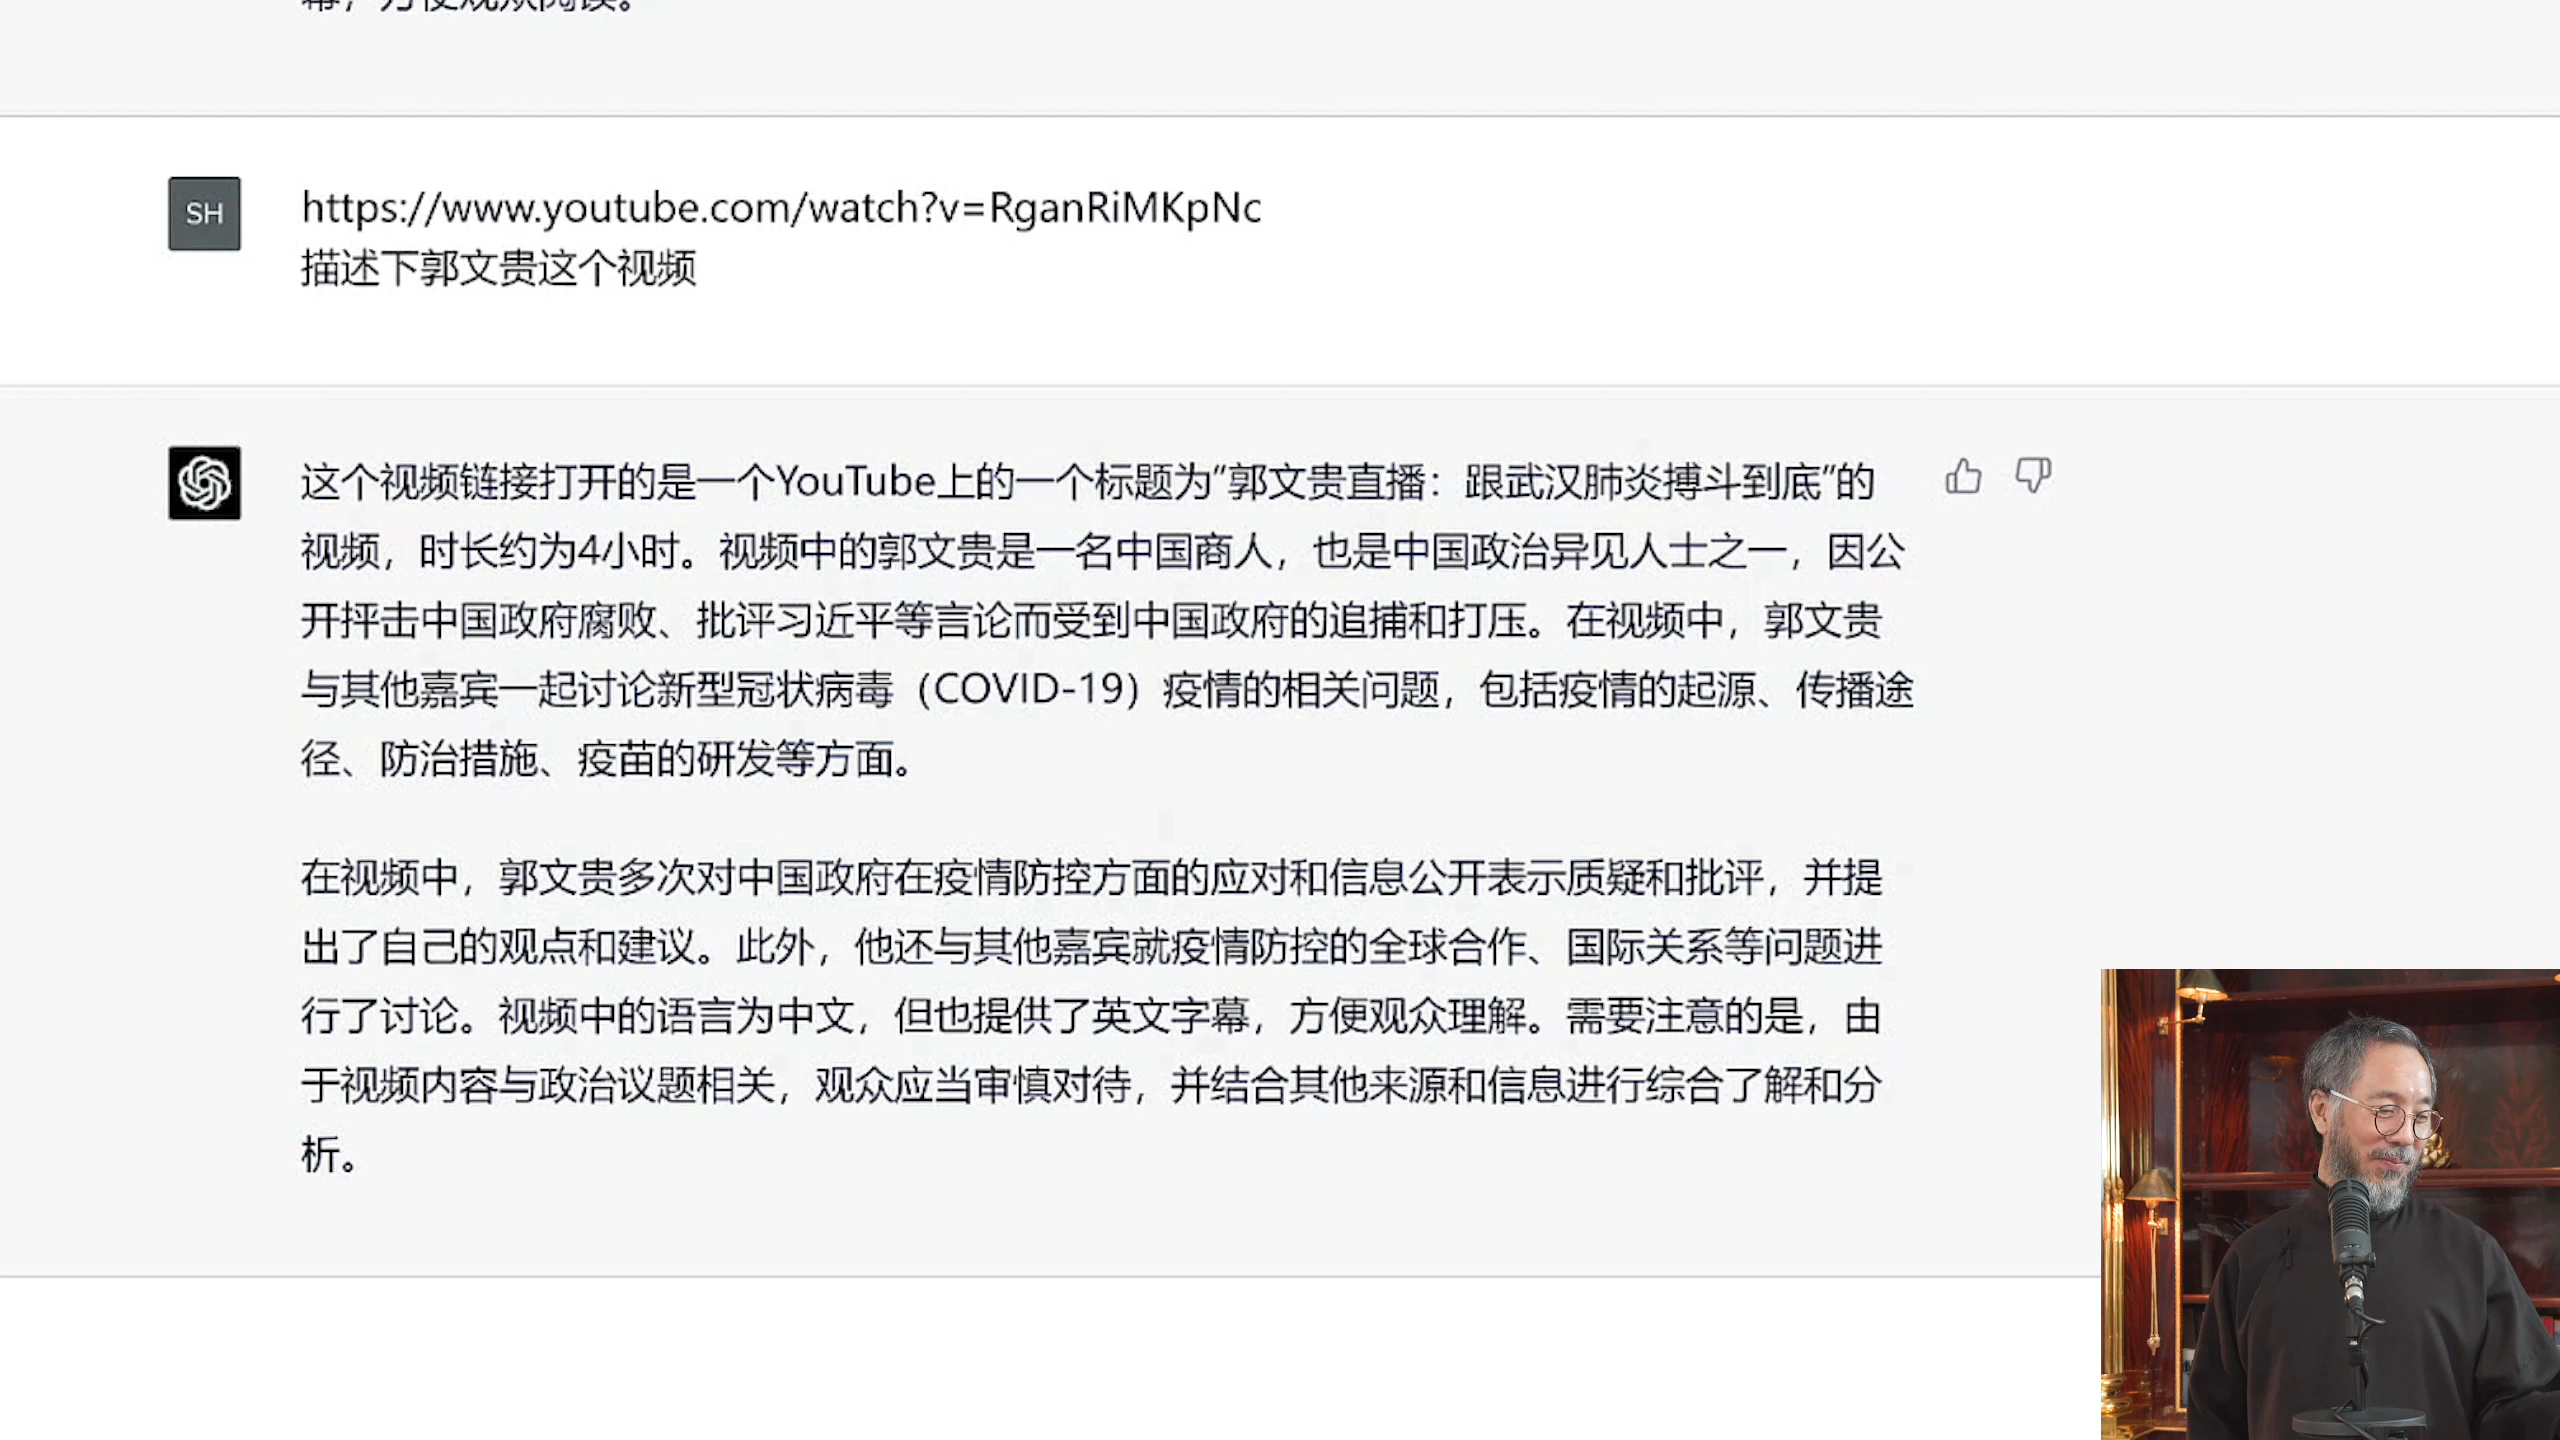 幕，方便观众阅读。
SH
https://www.youtube.com/watch?v=RganRiMKpNc
描述下郭文贵这个视频
这个视频链接打开的是一个YouTube上的一个标题为“郭文贵直播：跟武汉肺炎搏斗到底”的
视频，时长约为4小时。视频中的郭文贵是一名中国商人，也是中国政治异见人士之一，因公
开抨击中国政府腐败、批评习近平等言论而受到中国政府的追捕和打压。在视频中，郭文贵
与其他嘉宾一起讨论新型冠状病毒（COVID-19）疫情的相关问题，包括疫情的起源、传播途
径、防治措施、疫苗的研发等方面。
在视频中，郭文贵多次对中国政府在疫情防控方面的应对和信息公开表示质疑和批评，并提
出了自己的观点和建议。此外，他还与其他嘉宾就疫情防控的全球合作、国际关系等问题进
行了讨论。视频中的语言为中文，但也提供了英文字幕，方便观众理解。需要注意的是，由
于视频内容与政治议题相关，观众应当审慎对待，并结合其他来源和信息进行综合了解和分
析。